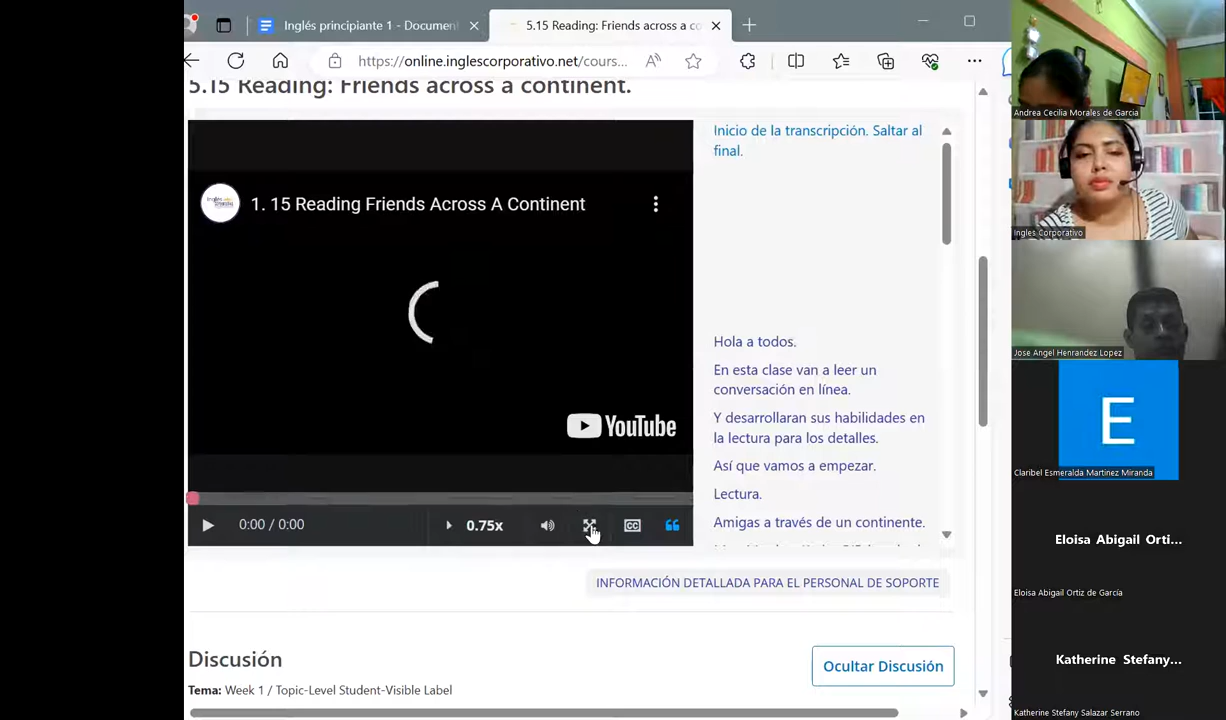 Inglés principiante 1 - Document
5.15 Reading: Friends across a co
https://online.inglescorporativo.net/cours...
5.15 Reading: Friends across a continent.
1. 15 Reading Friends Across A Continent
YouTube
0:00 / 0:00
0.75x
CC
Inicio de la transcripción. Saltar al
final.
Hola a todos.
En esta clase van a leer un
conversación en línea.
Y desarrollaran sus habilidades en
la lectura para los detalles.
Así que vamos a empezar.
Lectura.
Amigas a través de un continente.
INFORMACIÓN DETALLADA PARA EL PERSONAL DE SOPORTE
Discusión
Ocultar Discusión
Tema: Week 1 / Topic-Level Student-Visible Label
Andrea Cecilia Morales de Garcia
Ingles Corporativo
Jose Angel Henrandez Lopez
E
Claribel Esmeralda Martinez Miranda
Eloisa Abigail Orti...
Eloisa Abigail Ortiz de García
Katherine Stefany...
Katherine Stefany Salazar Serrano